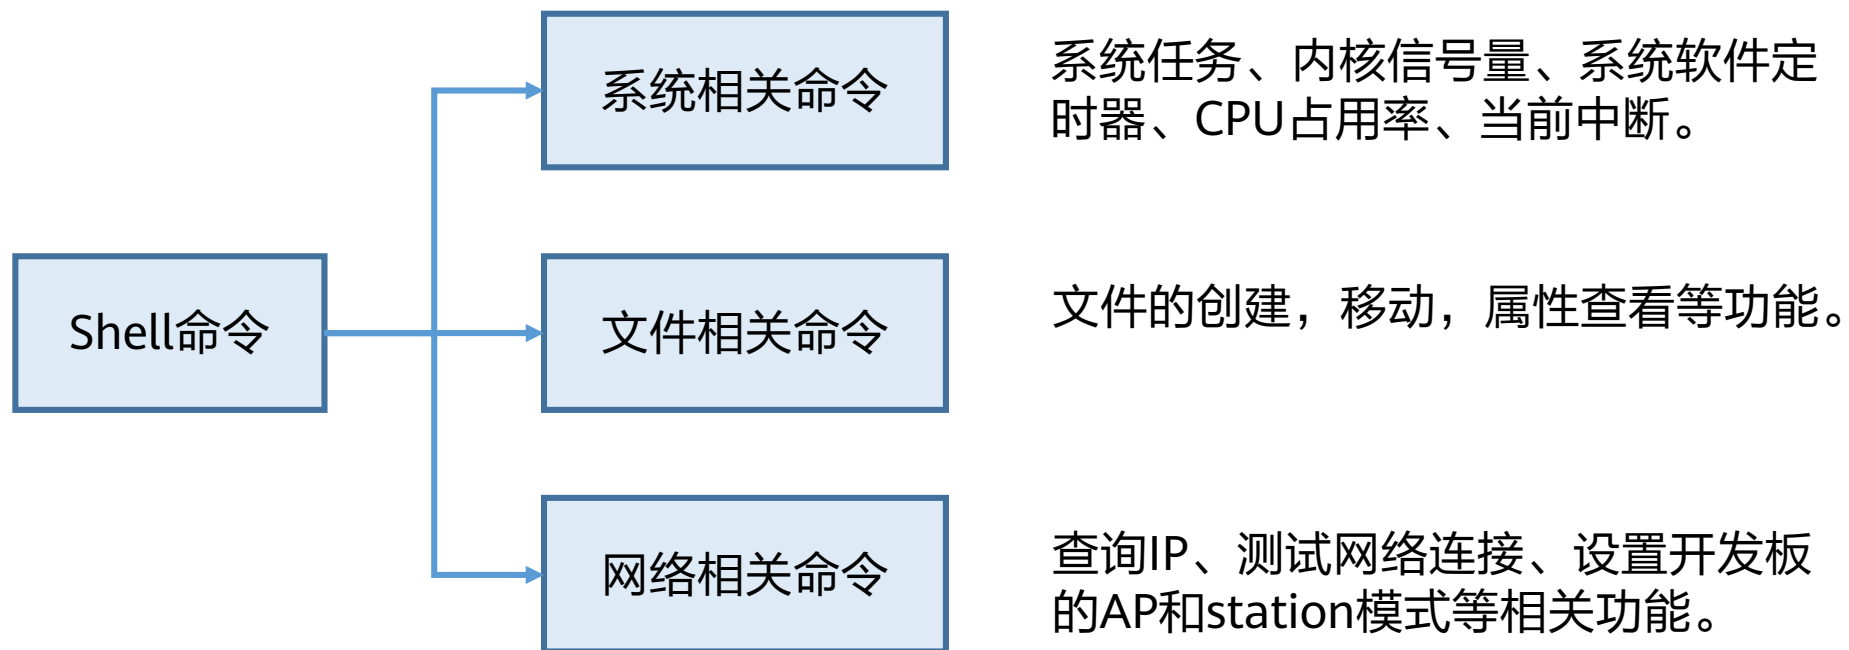 系统相关命令
系统任务、内核信号量、系统软件定
时器、CPU占用率、当前中断。
Shell命令
文件相关命令
文件的创建，移动，属性查看等功能。
网络相关命令
查询IP、测试网络连接、设置开发板
的AP和station模式等相关功能。